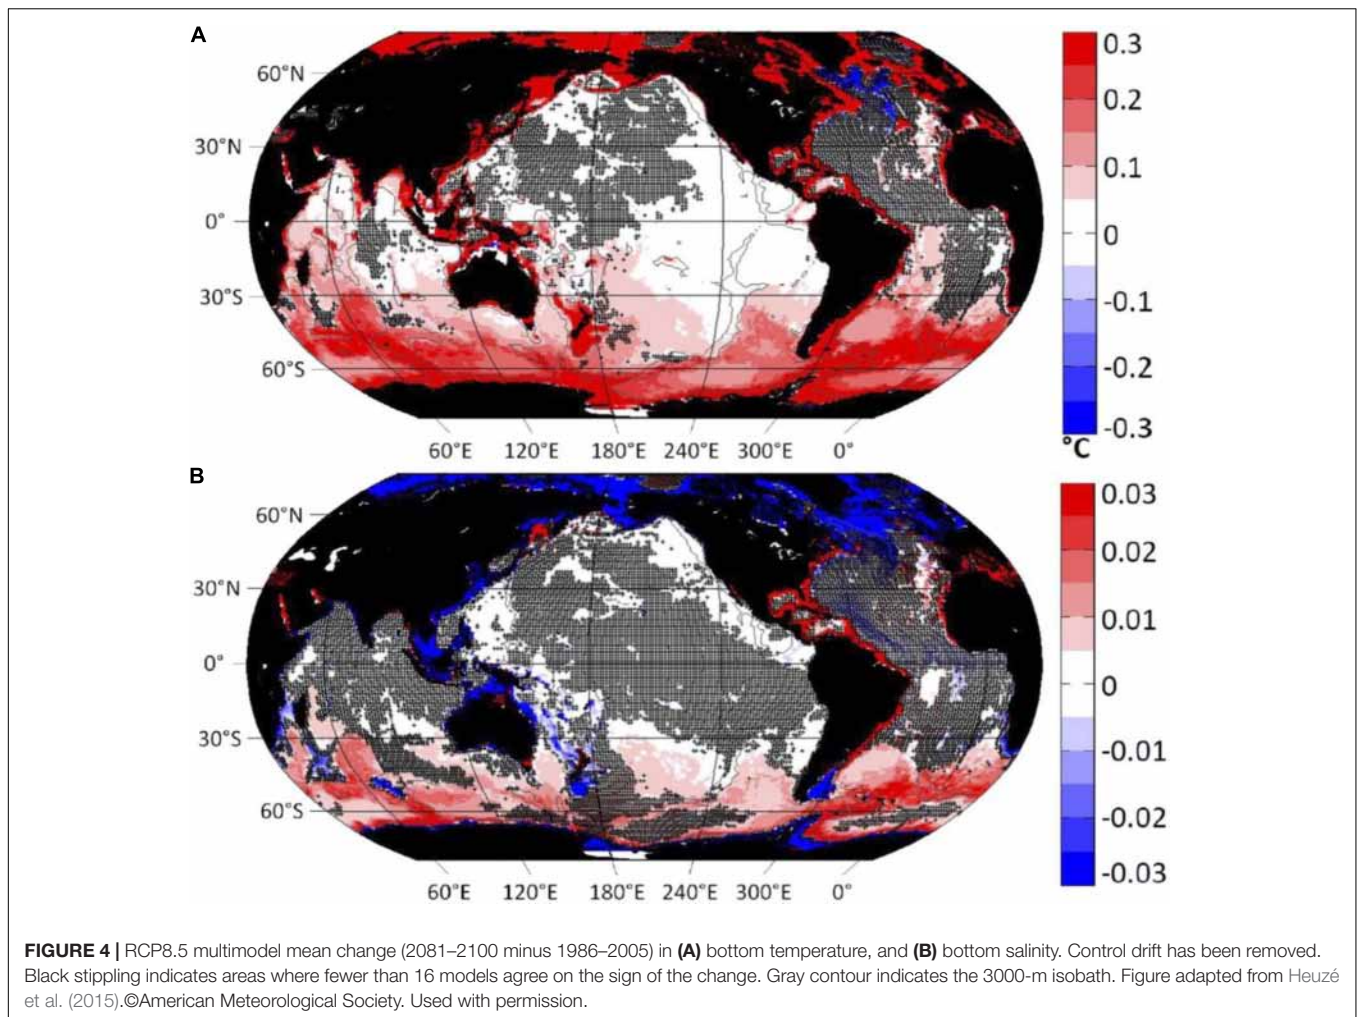 A
60°N
30°N
0°
30°S
60°S
60°E 120°E 180°E 240°E 300°E 0°
0.3
0.2
0.1
0
-0.1
-0.2
-0.3
°C
B
60°N
30°N
0°
30°S
60°S
60°E 120°E 180°E 240°E 300°E 0°
0.03
0.02
0.01
0
-0.01
-0.02
-0.03
FIGURE 4 | RCP8.5 multimodel mean change (2081–2100 minus 1986–2005) in (A) bottom temperature, and (B) bottom salinity. Control drift has been removed.
Black stippling indicates areas where fewer than 16 models agree on the sign of the change. Gray contour indicates the 3000-m isobath. Figure adapted from Heuzé
et al. (2015).©American Meteorological Society. Used with permission.